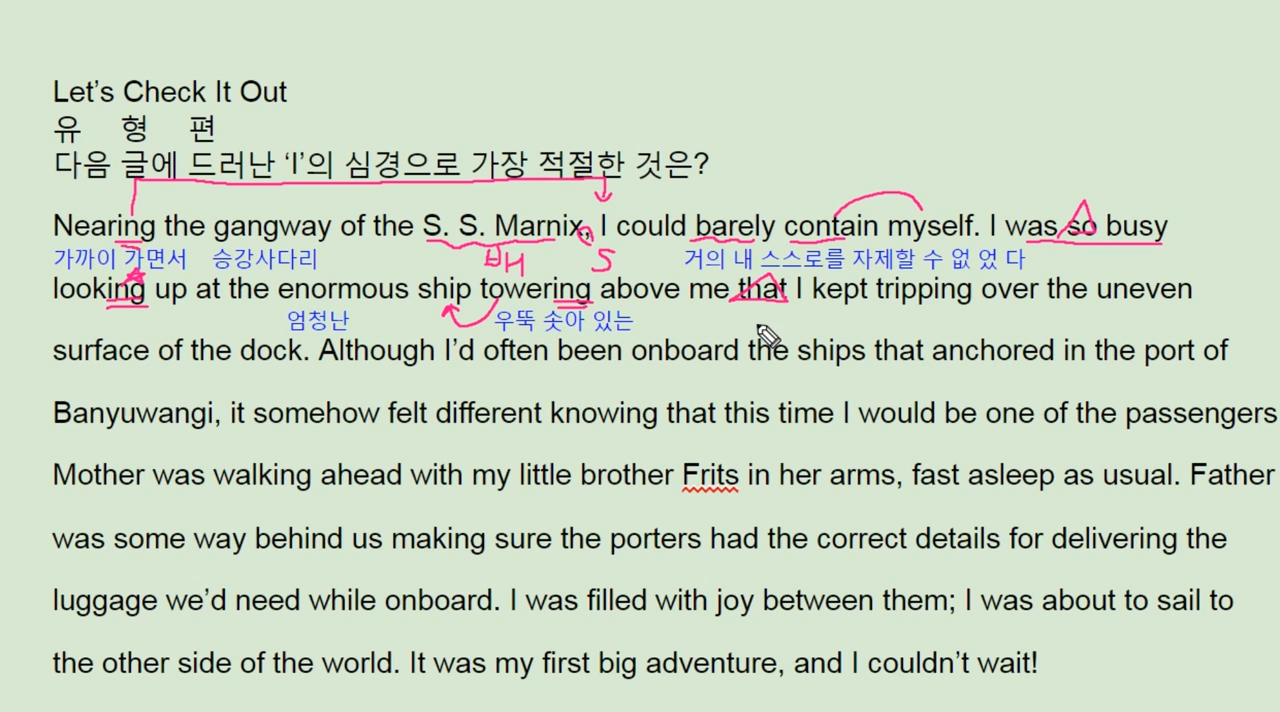 Let’s Check It Out
유 형 편
다음 글에 드러난 ‘I’의 심경으로 가장 적절한 것은?
Nearing the gangway of the S. S. Marnix, I could barely contain myself. I was so busy
가까이 가면서 승강사다리 배 S 거의 내 스스로를 자제할 수 없 었 다
looking up at the enormous ship towering above me that I kept tripping over the uneven
엄청난 우뚝 솟아 있는
surface of the dock. Although I’d often been onboard the ships that anchored in the port of
Banyuwangi, it somehow felt different knowing that this time I would be one of the passengers
Mother was walking ahead with my little brother Frits in her arms, fast asleep as usual. Father
was some way behind us making sure the porters had the correct details for delivering the
luggage we’d need while onboard. I was filled with joy between them; I was about to sail to
the other side of the world. It was my first big adventure, and I couldn’t wait!